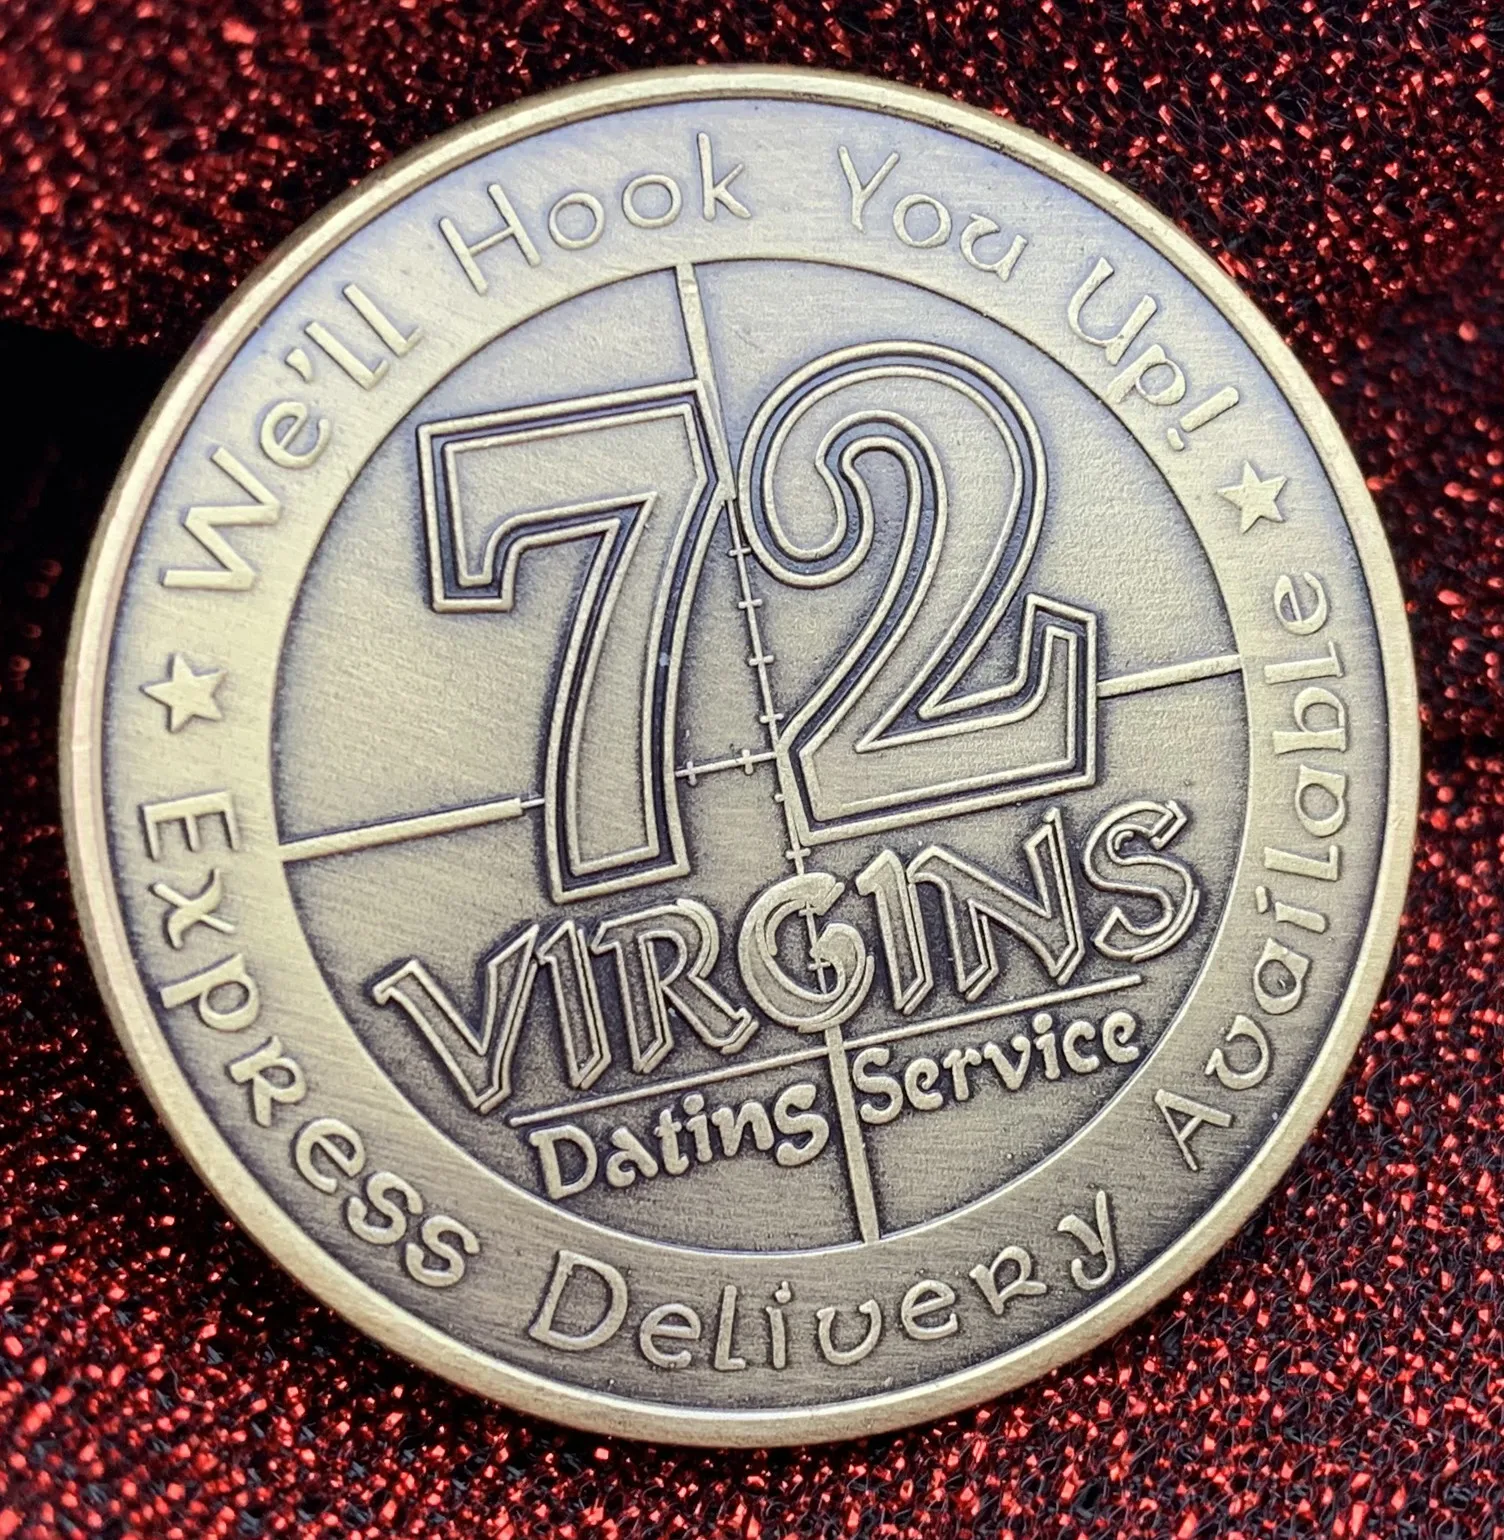 We'll Hook You Up!
72
VIRGINS
Dating Service
Express Delivery Available